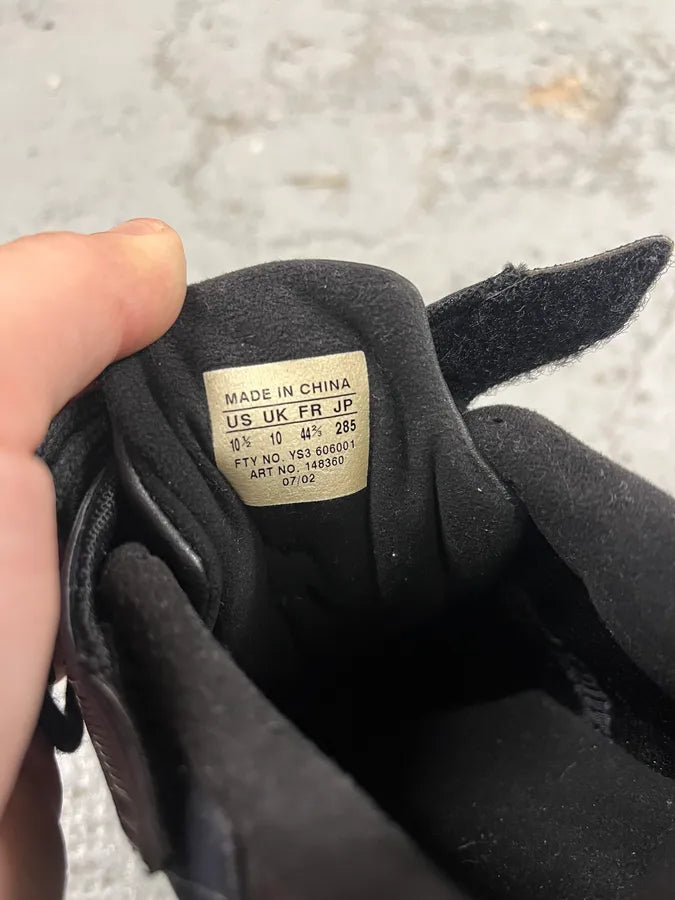 MADE IN CHINA
US UK FR JP
10½ 10 44⅔ 285
FTY NO. YS3 606001
ART NO. 148360
07/02